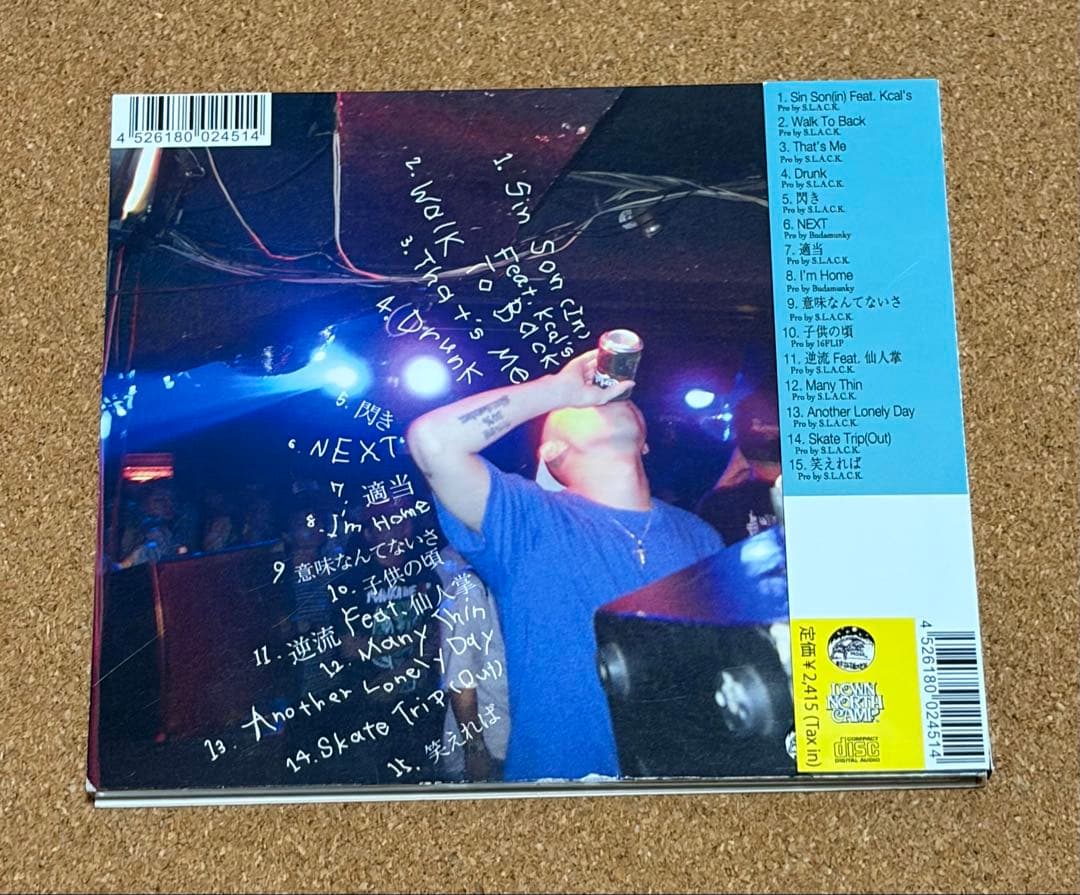 4 526180 024514
1. Sin Son (In)
Feat. Kcal's
2. Walk To BAcK
3. That's Me
4. Drunk
5. 閃き
6 NEXT
7. 適当
8. I'm Home
9 意味なんてないさ
10. 子供の頃
11. 逆流 Feat. 仙人掌
12. Many Thin
13. Another Lonely Day
14. Skate Trip (Out)
15. 笑えれば
1. Sin Son(in) Feat. Kcal's
Pro by S.L.A.C.K.
2. Walk To Back
Pro by S.L.A.C.K.
3. That's Me
Pro by S.L.A.C.K.
4. Drunk
Pro by S.L.A.C.K.
5. 閃き
Pro by S.L.A.C.K.
6. NEXT
Pro by Budamunky
7. 適当
Pro by S.L.A.C.K.
8. I'm Home
Pro by Budamunky
9. 意味なんてないさ
Pro by S.L.A.C.K.
10. 子供の頃
Pro by 16FLIP
11. 逆流 Feat. 仙人掌
Pro by S.L.A.C.K.
12. Many Thin
Pro by S.L.A.C.K.
13. Another Lonely Day
Pro by S.L.A.C.K.
14. Skate Trip(Out)
Pro by S.L.A.C.K.
15. 笑えれば
Pro by S.L.A.C.K.
定価￥2,415 (Tax in)
TOWN
NORTH
CAMP
COMPACT
disc
DIGITAL AUDIO
4 526180 024514